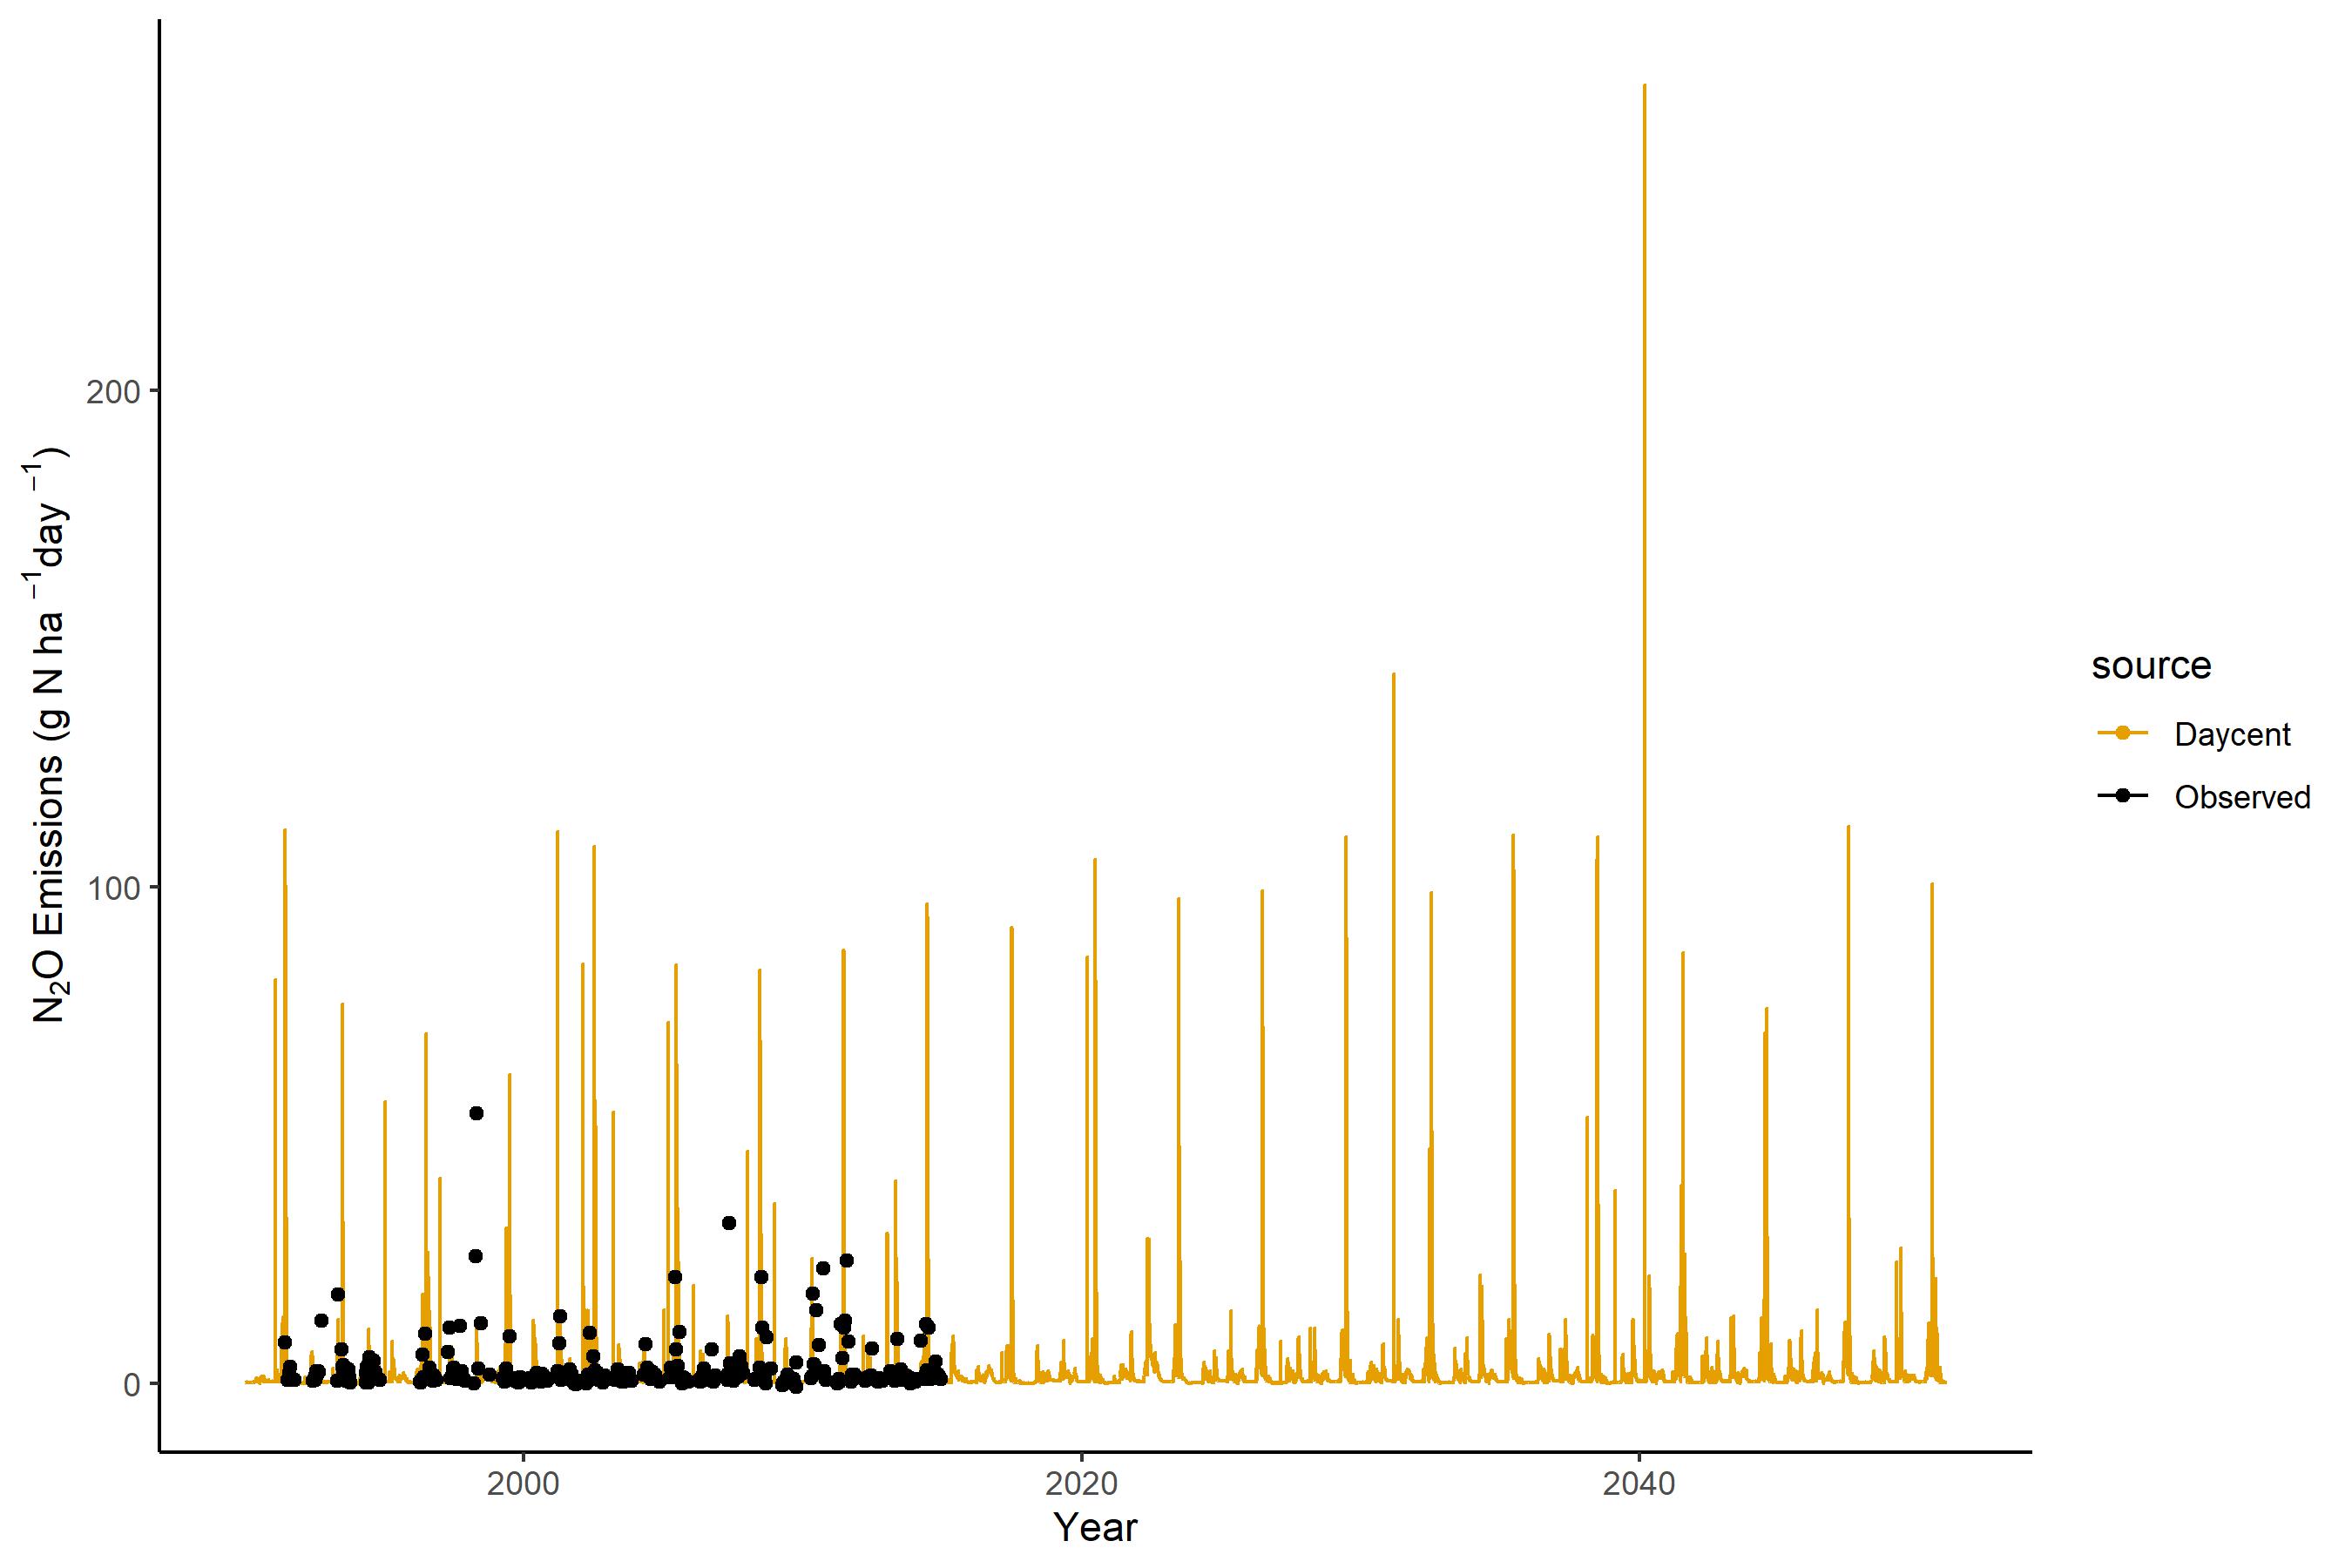 N₂O Emissions (g N ha ⁻¹day ⁻¹)
200
100
0
2000 2020 2040
Year
source
Daycent
Observed